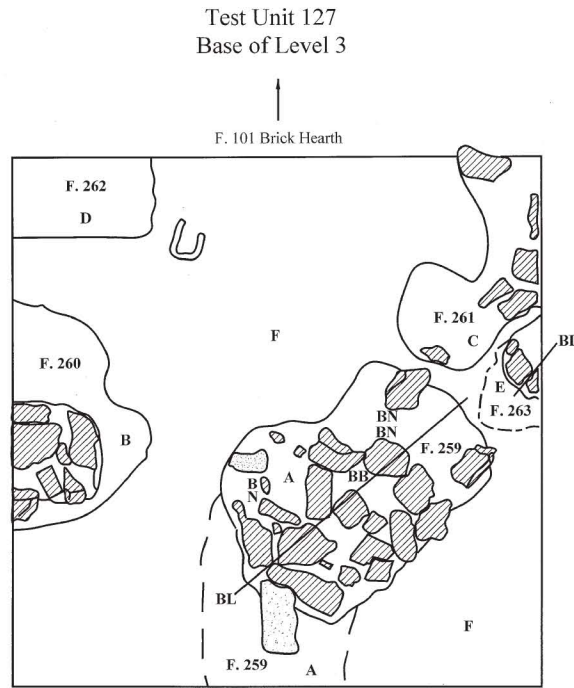 Test Unit 127
Base of Level 3
F. 101 Brick Hearth
F. 262
D
F. 261
C
F
BL
F. 260
E
F. 263
BN
BN
B
F. 259
A
BB
B
N
BL
F
F. 259
A